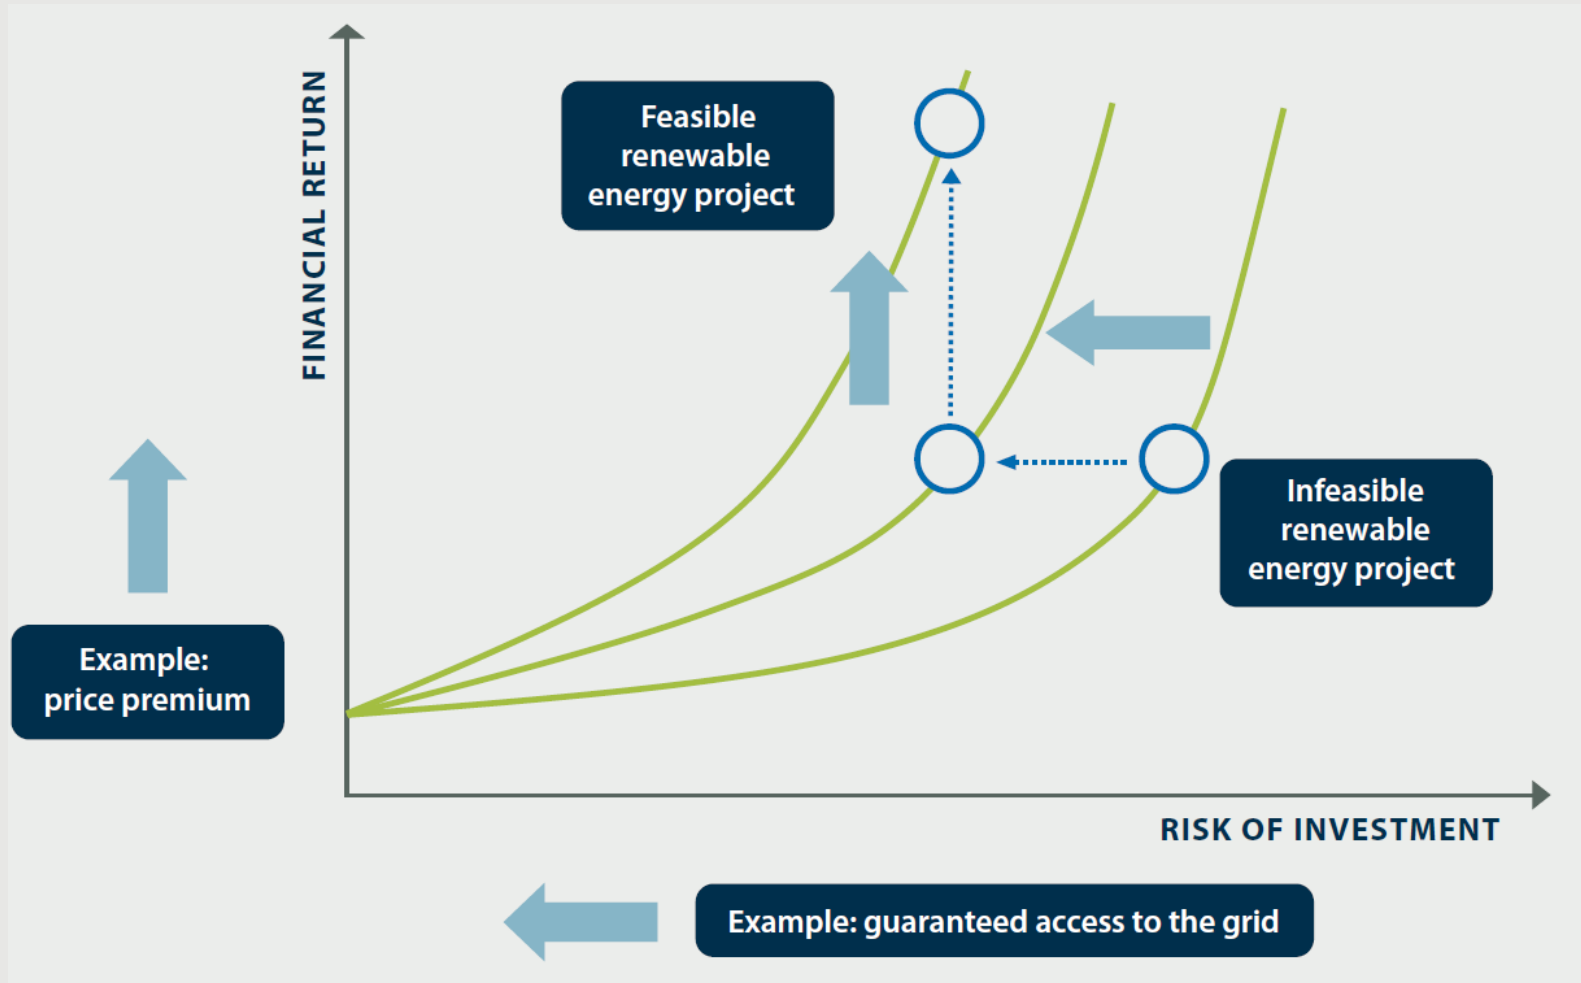 FINANCIAL RETURN
Feasible
renewable
energy project
Infeasible
renewable
energy project
Example:
price premium
RISK OF INVESTMENT
Example: guaranteed access to the grid